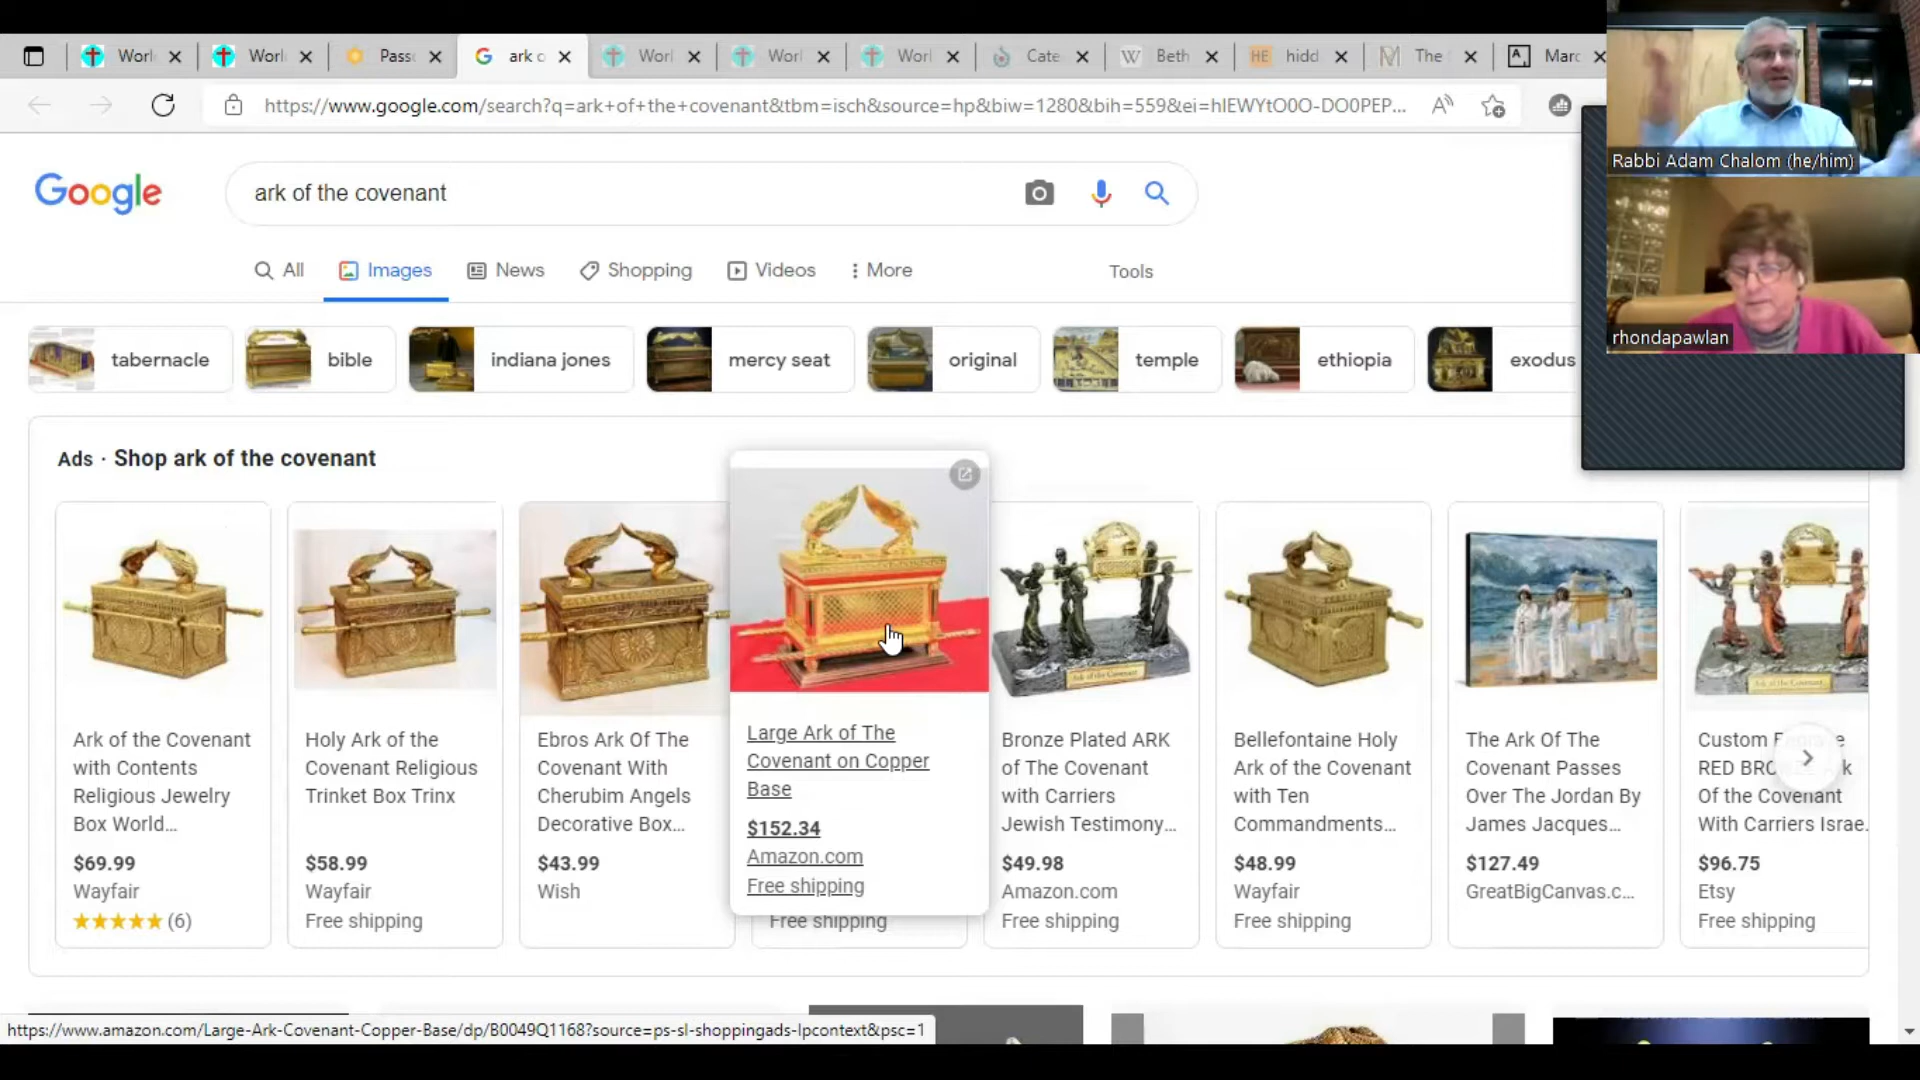 Worl
Worl
Passo
ark o
Worl
Worl
Worl
Cate
Beth
hidd
The
Marc
https://www.google.com/search?q=ark+of+the+covenant&tbm=isch&source=hp&biw=1280&bih=559&ei=hIEWYtO0O-DO0PEP...
Rabbi Adam Chalom (he/him)
rhondapawlan
Google
ark of the covenant
All
Images
News
Shopping
Videos
More
Tools
tabernacle
bible
indiana jones
mercy seat
original
temple
ethiopia
exodus
Ads · Shop ark of the covenant
Ark of the Covenant
with Contents
Religious Jewelry
Box World...
$69.99
Wayfair
(6)
Holy Ark of the
Covenant Religious
Trinket Box Trinx
$58.99
Wayfair
Free shipping
Ebros Ark Of The
Covenant With
Cherubim Angels
Decorative Box...
$43.99
Wish
Large Ark of The
Covenant on Copper
Base
$152.34
Amazon.com
Free shipping
Free shipping
Ark of the Covenant
Bronze Plated ARK
of The Covenant
with Carriers
Jewish Testimony...
$49.98
Amazon.com
Free shipping
Bellefontaine Holy
Ark of the Covenant
with Ten
Commandments...
$48.99
Wayfair
Free shipping
The Ark Of The
Covenant Passes
Over The Jordan By
James Jacques...
$127.49
GreatBigCanvas.c...
Ark of the Covenant
Custom
RED
Of the Covenant
With Carriers Israe.
$96.75
Etsy
Free shipping
https://www.amazon.com/Large-Ark-Covenant-Copper-Base/dp/B0049Q1168?source=ps-sl-shoppingads-lpcontext&psc=1